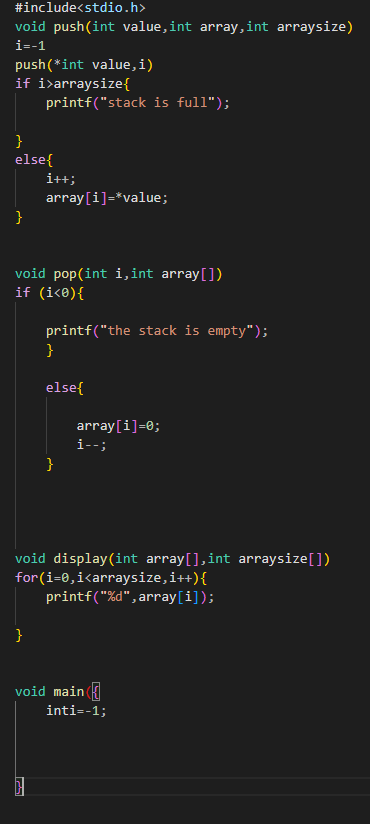 #include<stdio.h>
void push(int value,int array,int arraysize)
i=-1
push(*int value,i)
if i>arraysize{
printf("stack is full");
}
else{
i++;
array[i]=*value;
}
void pop(int i,int array[])
if (i<0){
printf("the stack is empty");
}
else{
array[i]=0;
i--;
}
void display(int array[],int arraysize[])
for(i=0,i<arraysize,i++){
printf("%d",array[i]);
}
void main({
inti=-1;
}